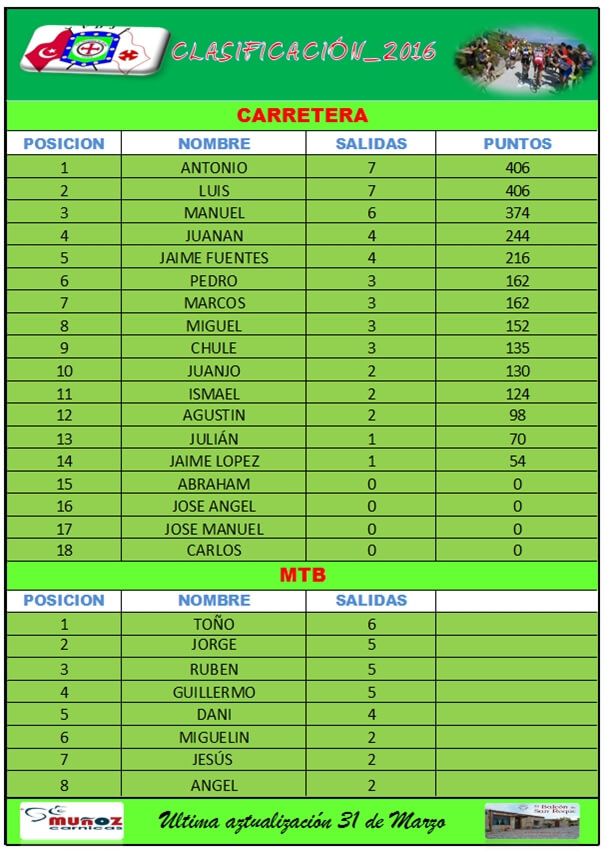 CLASIFICACIÓN_2016
CARRETERA
POSICION NOMBRE SALIDAS PUNTOS
1 ANTONIO 7 406
2 LUIS 7 406
3 MANUEL 6 374
4 JUANAN 4 244
5 JAIME FUENTES 4 216
6 PEDRO 3 162
7 MARCOS 3 162
8 MIGUEL 3 152
9 CHULE 3 135
10 JUANJO 2 130
11 ISMAEL 2 124
12 AGUSTIN 2 98
13 JULIÁN 1 70
14 JAIME LOPEZ 1 54
15 ABRAHAM 0 0
16 JOSE ANGEL 0 0
17 JOSE MANUEL 0 0
18 CARLOS 0 0
MTB
POSICION NOMBRE SALIDAS
1 TOÑO 6
2 JORGE 5
3 RUBEN 5
4 GUILLERMO 5
5 DANI 4
6 MIGUELIN 2
7 JESÚS 2
8 ANGEL 2
MUÑOZ
carnicas
Ultima aztualización 31 de Marzo
Balcón de
San Roque